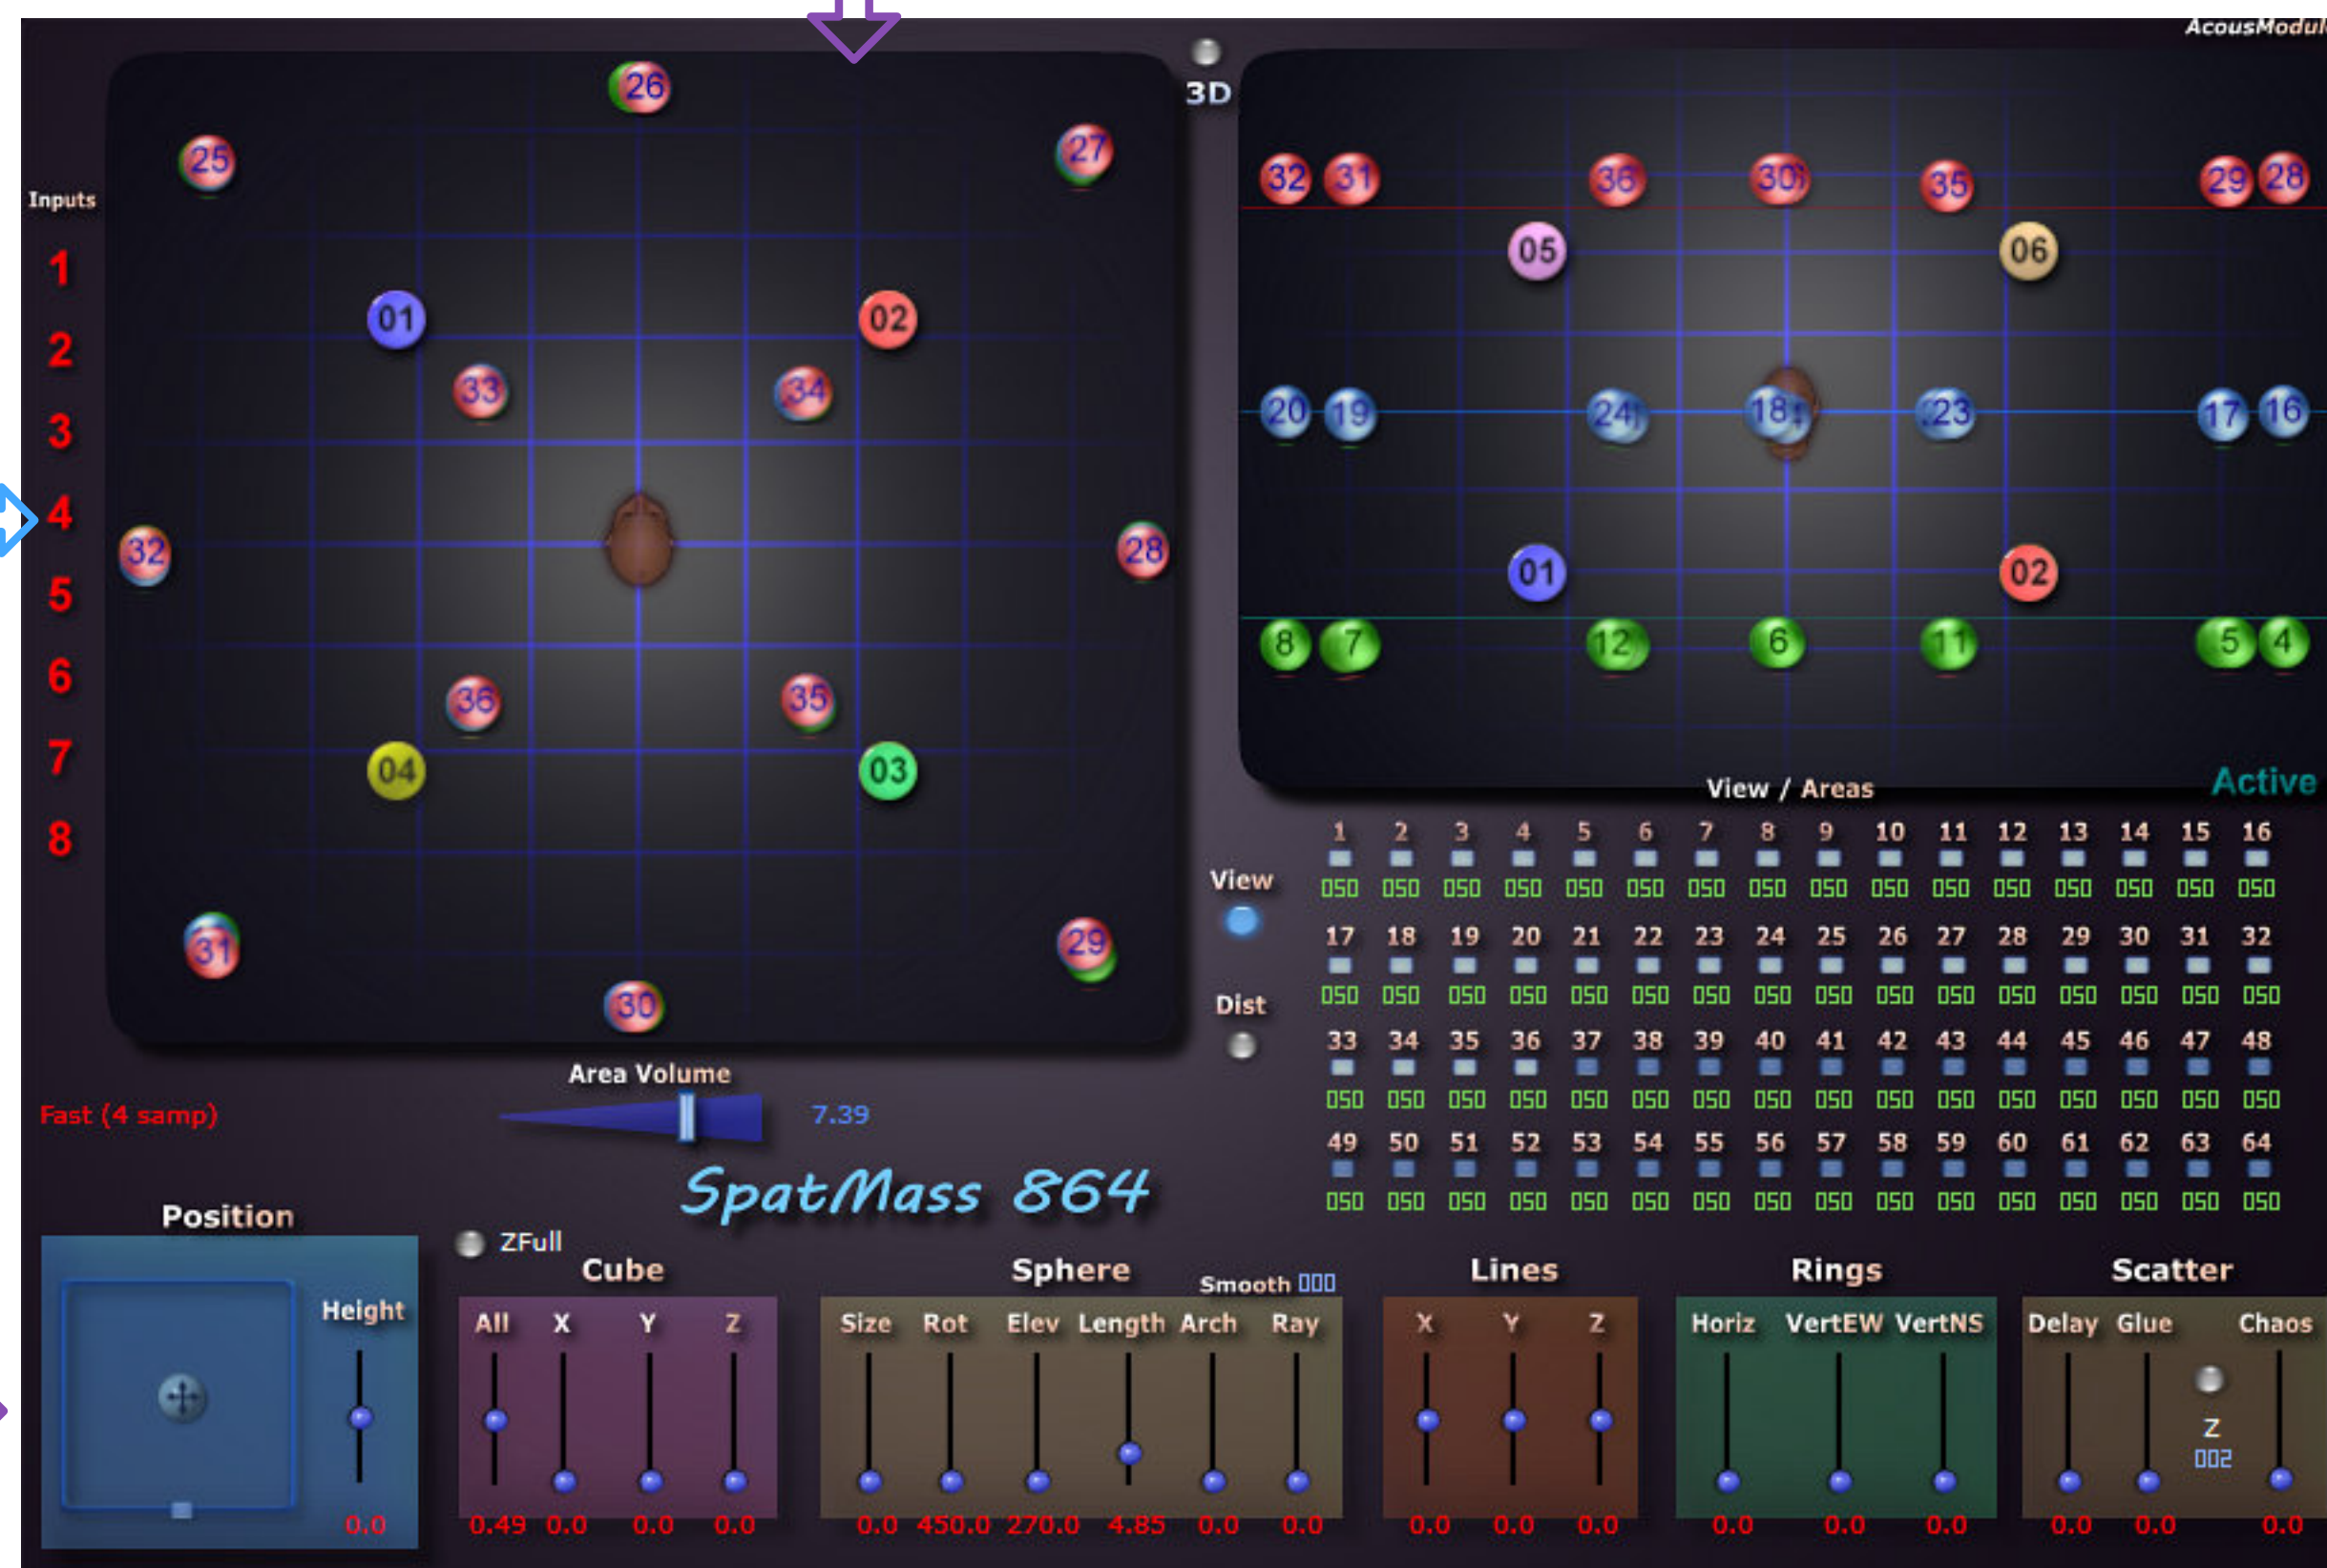 AcousModul
3D
26
25
27
Inputs
1
2
3
4
5
6
7
8
01
02
33
34
32
28
36
35
04
03
31
29
30
32 31 36 30 35 29 28
05 06
20 19 24 18 23 17 16
01 02
8 7 12 6 11 5 4
View / Areas
Active
1 2 3 4 5 6 7 8 9 10 11 12 13 14 15 16
View
050 050 050 050 050 050 050 050 050 050 050 050 050 050 050 050
17 18 19 20 21 22 23 24 25 26 27 28 29 30 31 32
050 050 050 050 050 050 050 050 050 050 050 050 050 050 050 050
Dist
33 34 35 36 37 38 39 40 41 42 43 44 45 46 47 48
050 050 050 050 050 050 050 050 050 050 050 050 050 050 050 050
49 50 51 52 53 54 55 56 57 58 59 60 61 62 63 64
050 050 050 050 050 050 050 050 050 050 050 050 050 050 050 050
Area Volume
Fast (4 samp)
7.39
SpatMass 864
Position
Height
0.0
ZFull
Cube
All X Y Z
0.49 0.0 0.0 0.0
Sphere
Smooth 000
Size Rot Elev Length Arch Ray
0.0 450.0 270.0 4.85 0.0 0.0
Lines
X Y Z
0.0 0.0 0.0
Rings
Horiz VertEW VertNS
0.0 0.0 0.0
Scatter
Delay Glue Chaos
Z
002
0.0 0.0 0.0